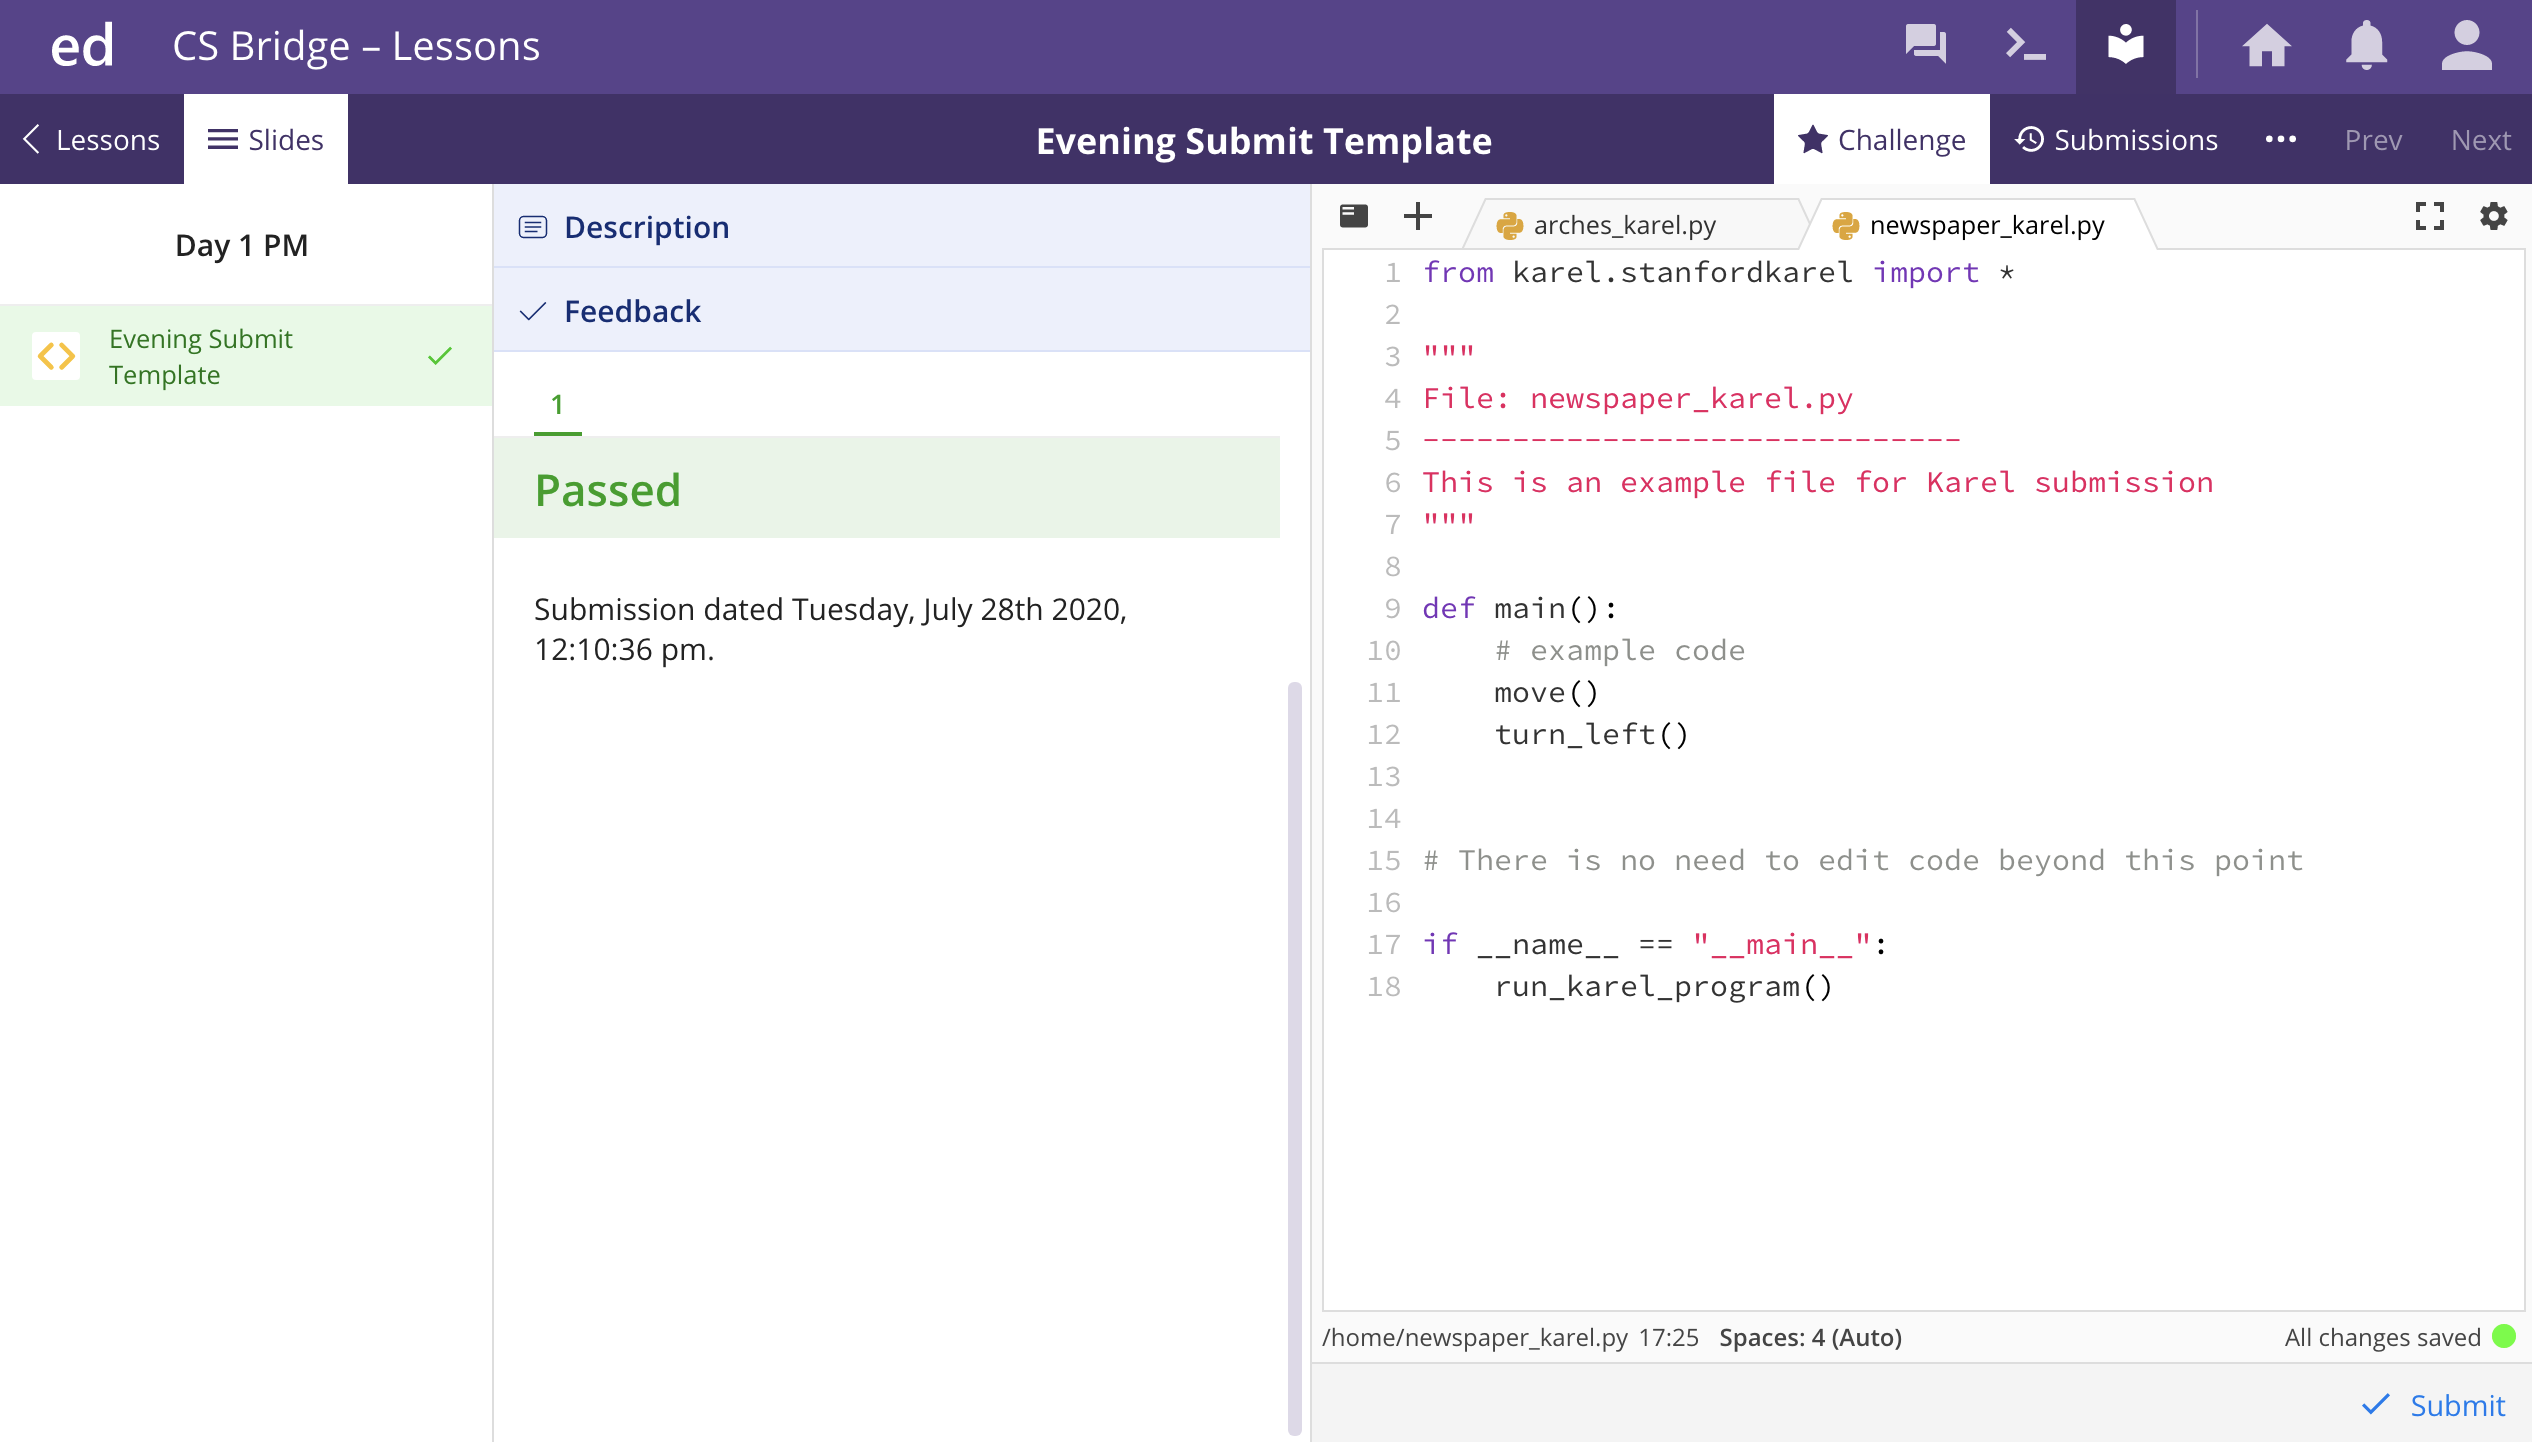 ed CS Bridge – Lessons
Lessons Slides Evening Submit Template Challenge Submissions ••• Prev Next
Day 1 PM
Evening Submit
Template
Description
Feedback
1
Passed
Submission dated Tuesday, July 28th 2020,
12:10:36 pm.
arches_karel.py newspaper_karel.py
1 from karel.stanfordkarel import *
2
3 """
4 File: newspaper_karel.py
5 ------------------------------
6 This is an example file for Karel submission
7 """
8
9 def main():
10     # example code
11     move()
12     turn_left()
13
14
15 # There is no need to edit code beyond this point
16
17 if __name__ == "__main__":
18     run_karel_program()
/home/newspaper_karel.py 17:25 Spaces: 4 (Auto) All changes saved
Submit